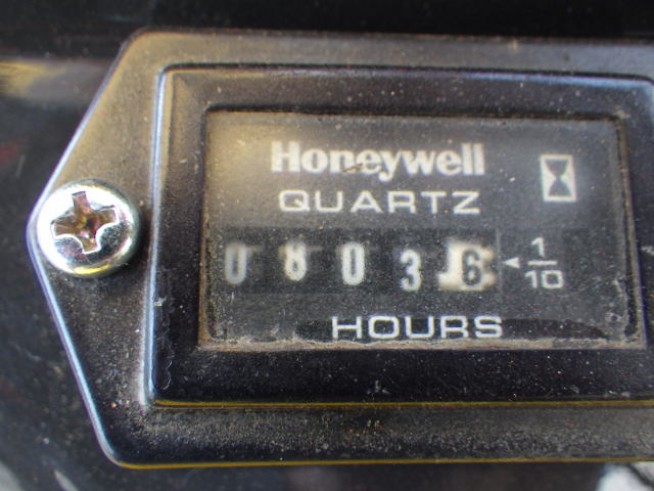 Honeywell
QUARTZ
0 8 0 3 6 ◄ 1/10
HOURS